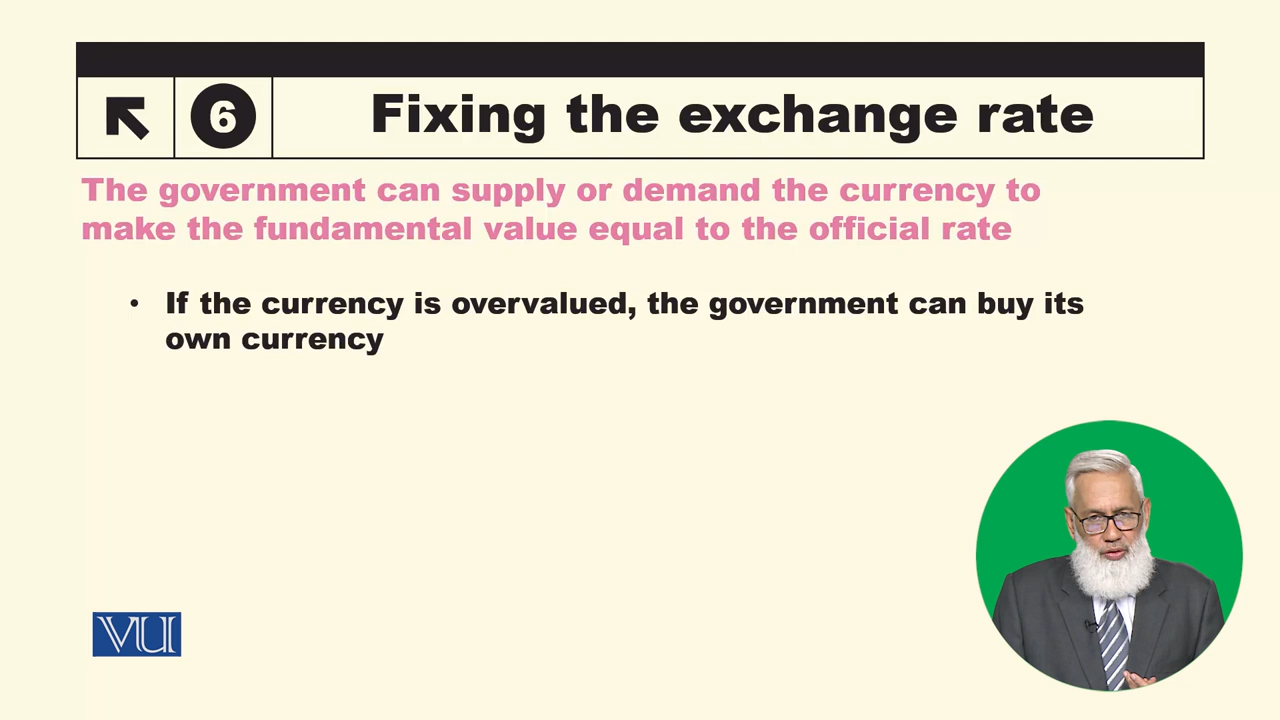 6
Fixing the exchange rate
The government can supply or demand the currency to
make the fundamental value equal to the official rate
• If the currency is overvalued, the government can buy its
own currency
VU